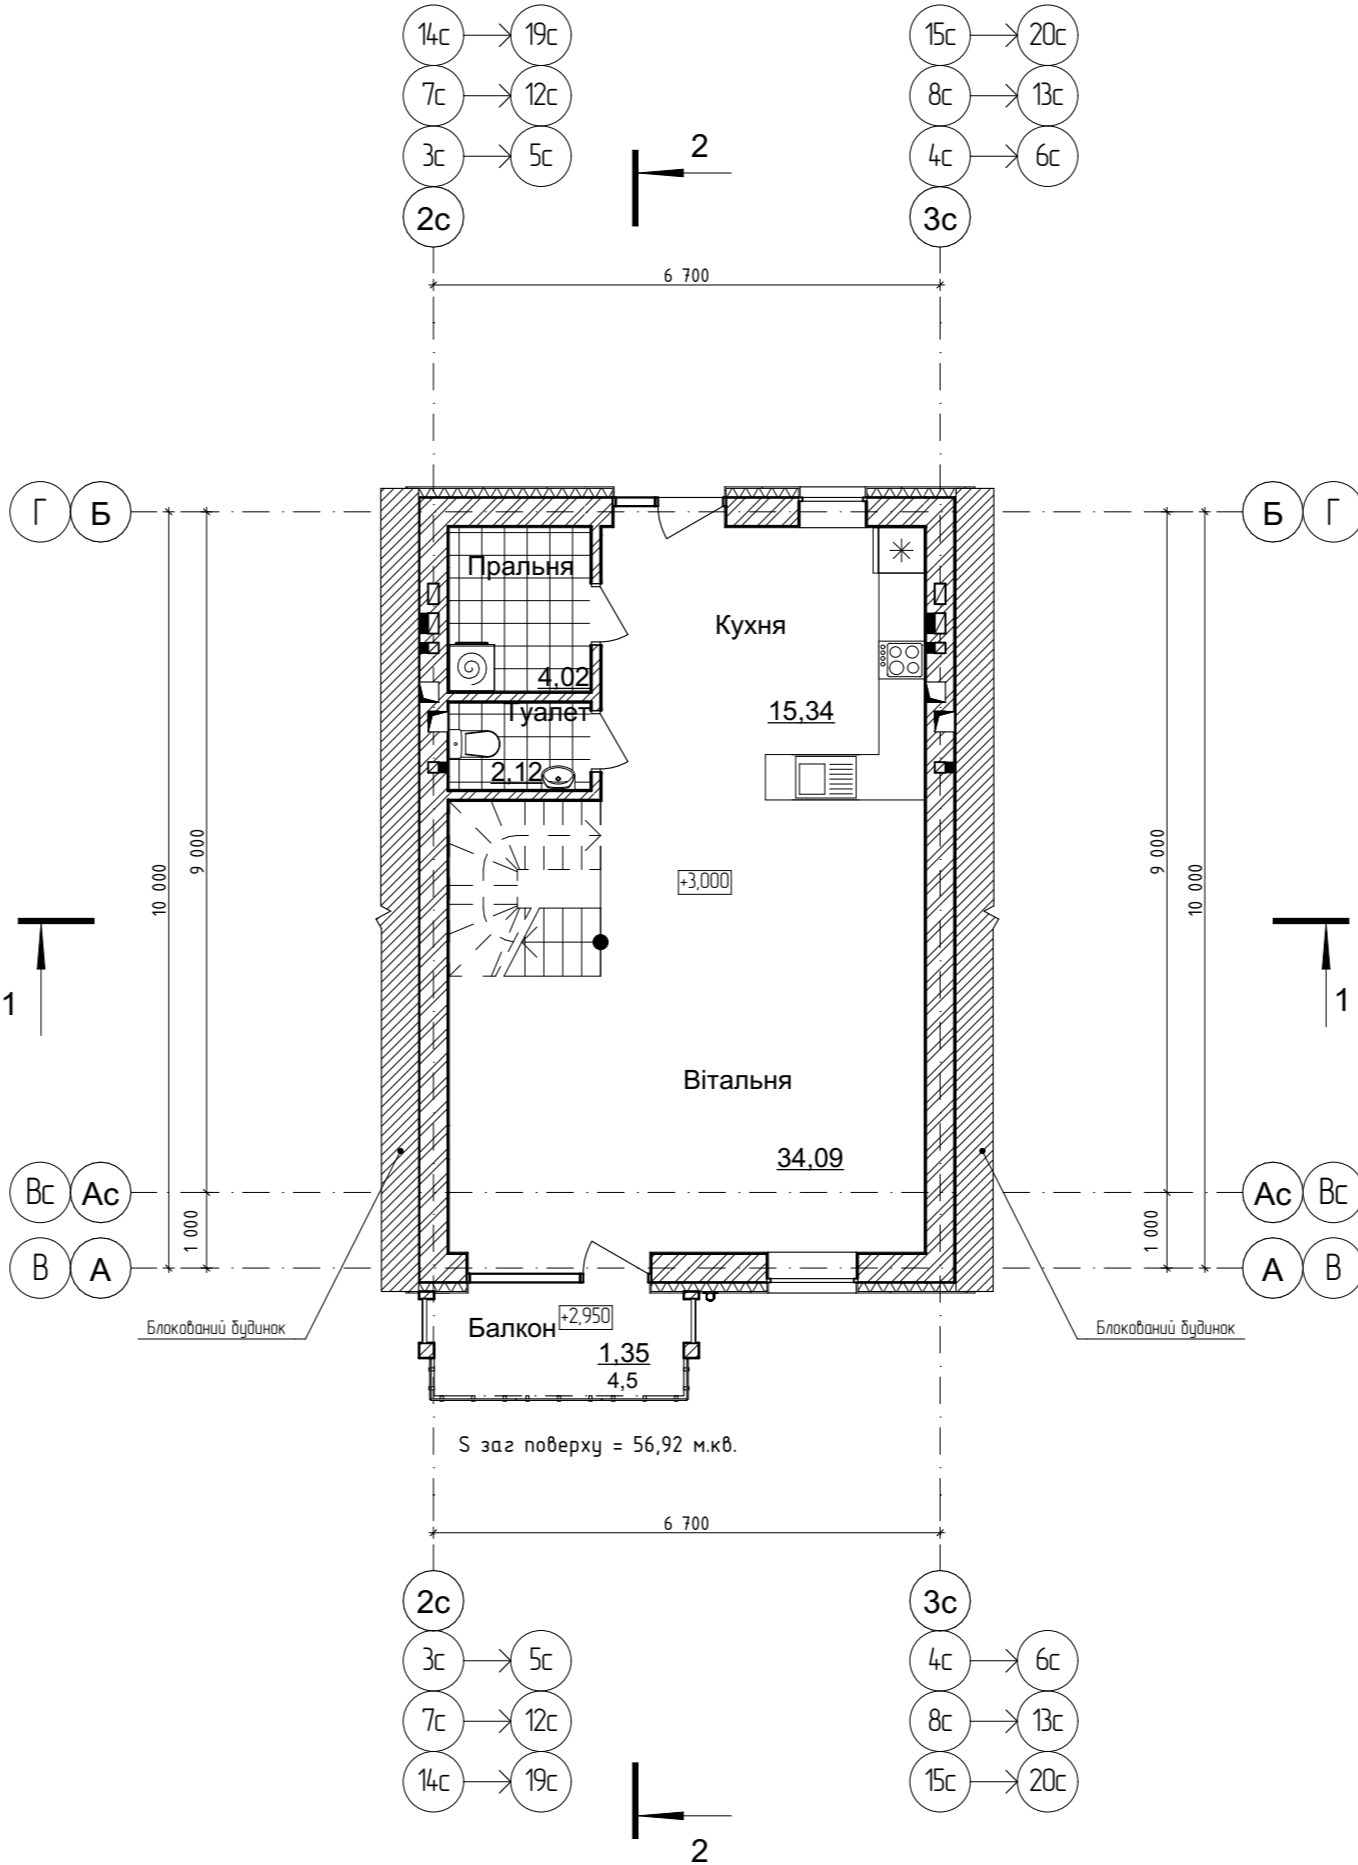 14с 19с 15с 20с
7с 12с 8с 13с
3с 5с 4с 6с
2
2с 3с
6 700
Г Б Б Г
Пральня
Кухня
4,02
Туалет
15,34
2,12
+3,000
10 000 9 000 9 000 10 000
1 1
Вітальня
34,09
Вс Ас Ас Вс
1 000 1 000
В А А В
Блокований будинок Балкон +2,950 Блокований будинок
1,35
4,5
S заг поверху = 56,92 м.кв.
6 700
2с 3с
3с 5с 4с 6с
7с 12с 8с 13с
14с 19с 15с 20с
2